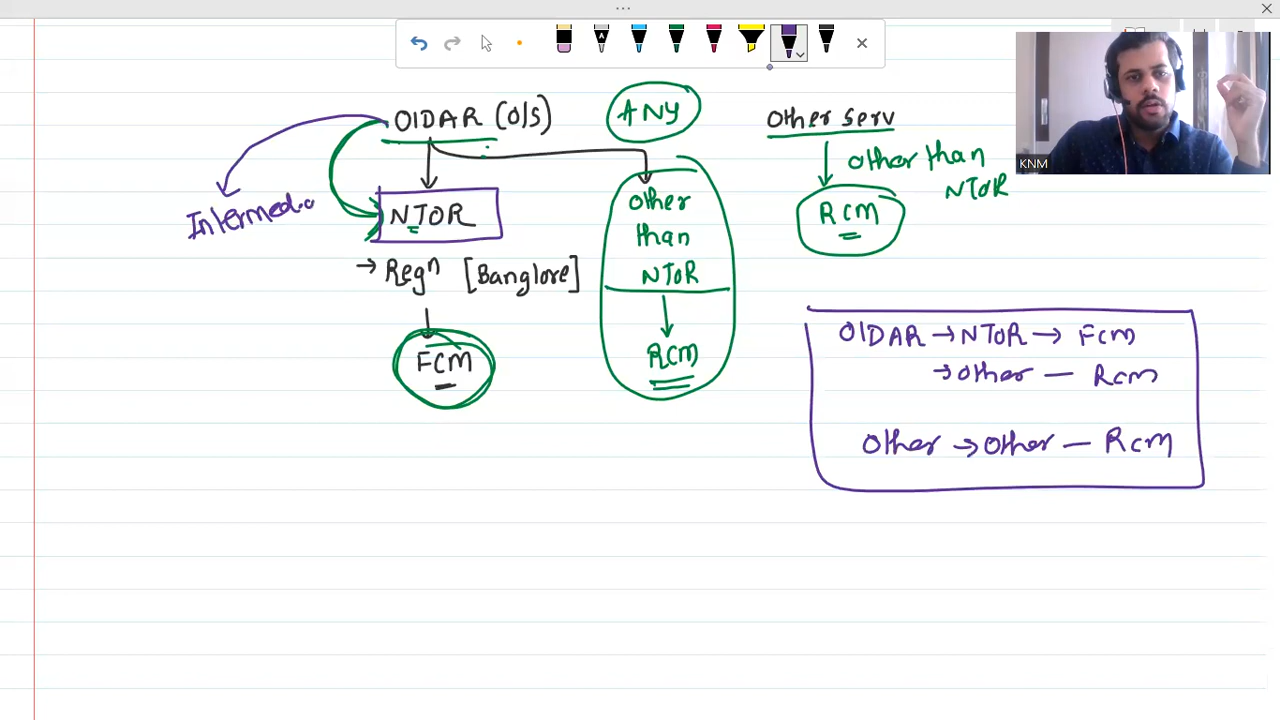 OIDAR (O/S)
ANY
Other Serv
Other than
NToR
RCM
Intermedia
NTOR
Other
than
NToR
RCM
→ Regn [Banglore]
FCM
OIDAR → NToR → Fcm
→ Other — Rcm
Other → Other — Rcm
KNM